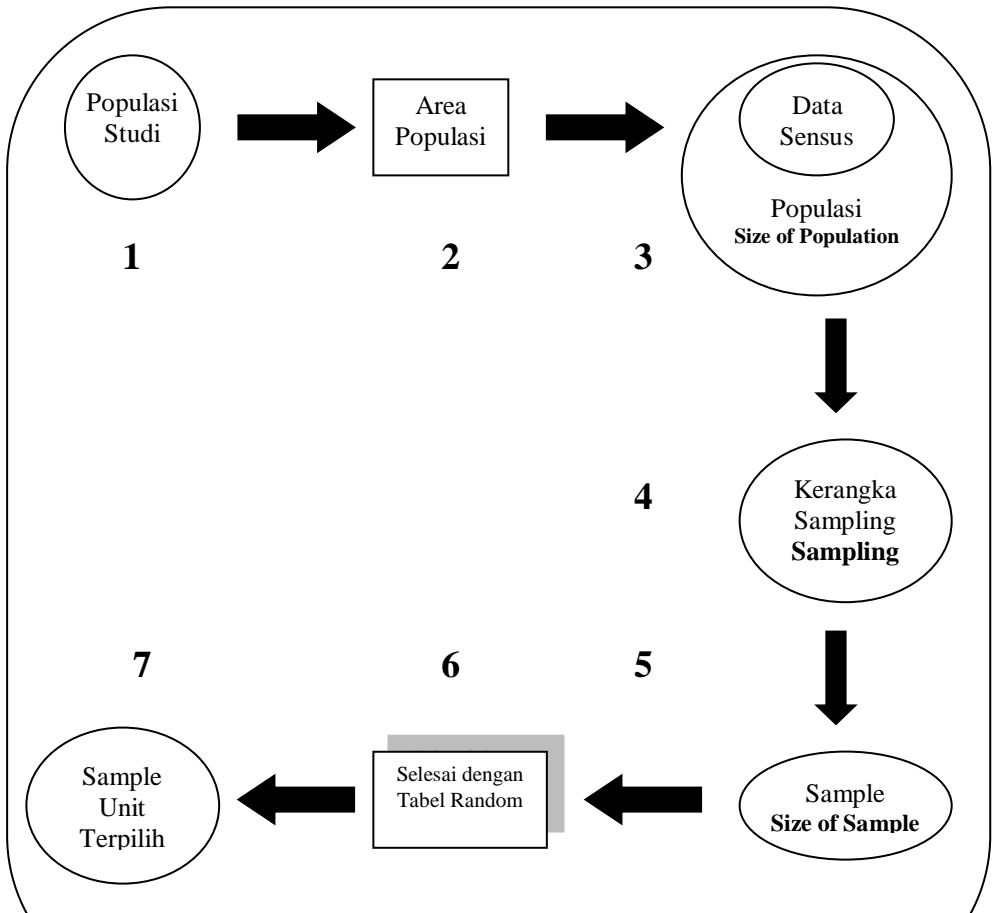 Populasi
Studi
Area
Populasi
Data
Sensus
Populasi
Size of Population
1
2
3
4
Kerangka
Sampling
Sampling
7
6
5
Sample
Unit
Terpilih
Selesai dengan
Tabel Random
Sample
Size of Sample